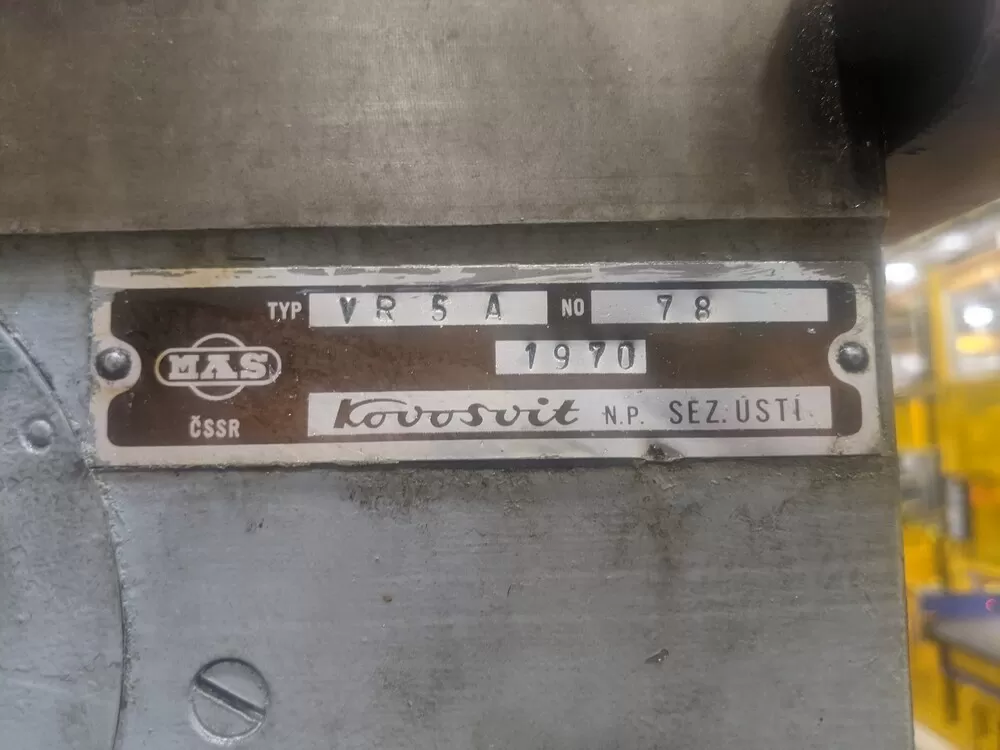 TYP VR 5 A NO 78
1970
MAS
ČSSR
Kovosvit N.P. SEZ. ÚSTÍ